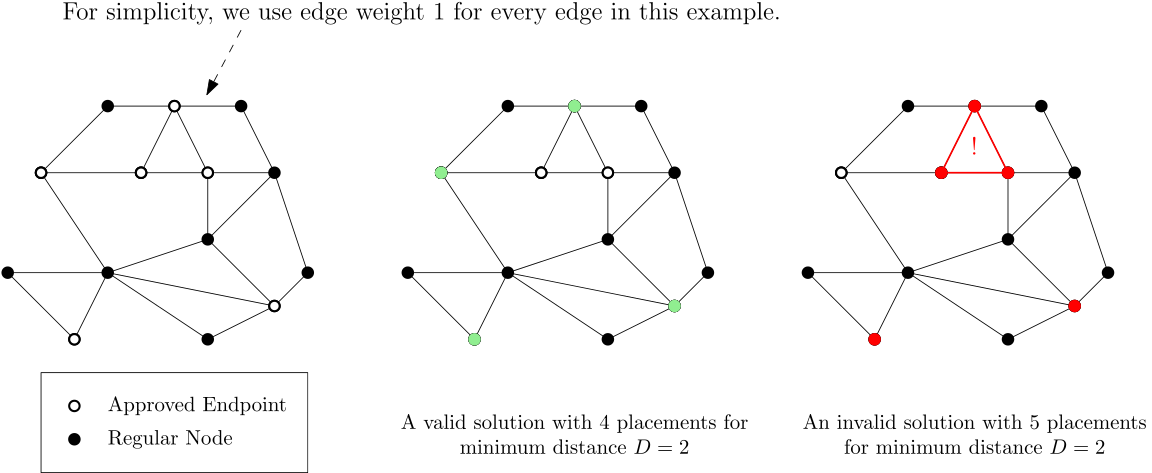 For simplicity, we use edge weight 1 for every edge in this example.
!
Approved Endpoint
Regular Node
A valid solution with 4 placements for
minimum distance D = 2
An invalid solution with 5 placements
for minimum distance D = 2